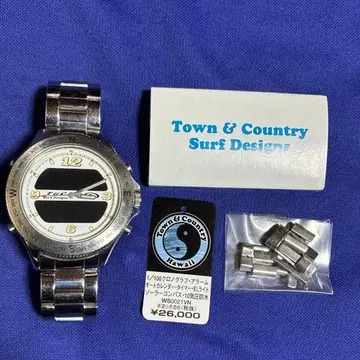 Town & Country
Surf Designs
12
9
3
6
T&C
Surf Designs
W
Town & Country
Hawaii
1/100クロノグラフ・アラーム
オートカレンダー・タイマー・ELライト
ソーラーコンパス・10気圧防水
WS0021VN
¥26,000